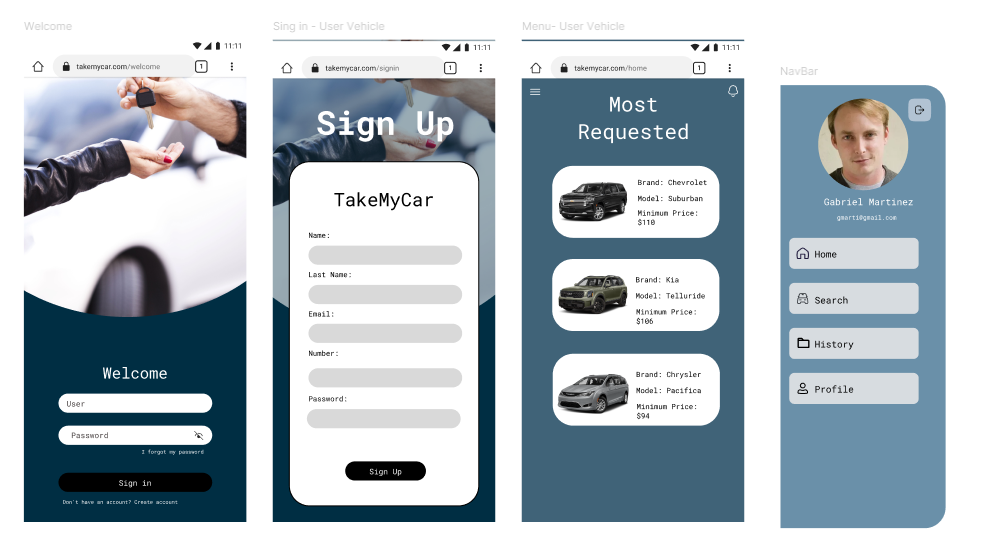 Welcome
11:11
takemycar.com/welcome
1
Welcome
User
Password
I forgot my password
Sign in
Don't have an account? Create account
Sing in - User Vehicle
11:11
takemycar.com/signin
1
Sign Up
TakeMyCar
Name:
Last Name:
Email:
Number:
Password:
Sign Up
Menu- User Vehicle
11:11
takemycar.com/home
1
Most
Requested
Brand: Chevrolet
Model: Suburban
Minimum Price:
$110
Brand: Kia
Model: Telluride
Minimum Price:
$106
Brand: Chrysler
Model: Pacifica
Minimum Price:
$94
NavBar
Gabriel Martinez
gmarti@gmail.com
Home
Search
History
Profile